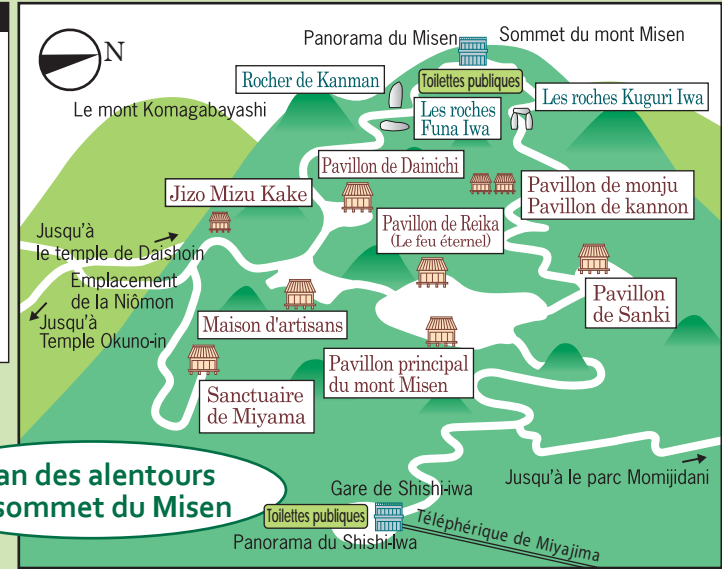 N
Panorama du Misen
Sommet du mont Misen
Toilettes publiques
Rocher de Kanman
Le mont Komagabayashi
Les roches
Funa Iwa
Les roches Kuguri Iwa
Pavillon de Dainichi
Jizo Mizu Kake
Pavillon de monju
Pavillon de kannon
Pavillon de Reika
(Le feu éternel)
Jusqu'à
le temple de Daishoin
Emplacement
de la Niômon
Jusqu'à
Temple Okuno-in
Maison d'artisans
Pavillon
de Sanki
Pavillon principal
du mont Misen
Sanctuaire
de Miyama
an des alentours
sommet du Misen
Jusqu'à le parc Momijidani
Gare de Shishi-iwa
Toilettes publiques
Panorama du Shishi-Iwa
Téléphérique de Miyajima